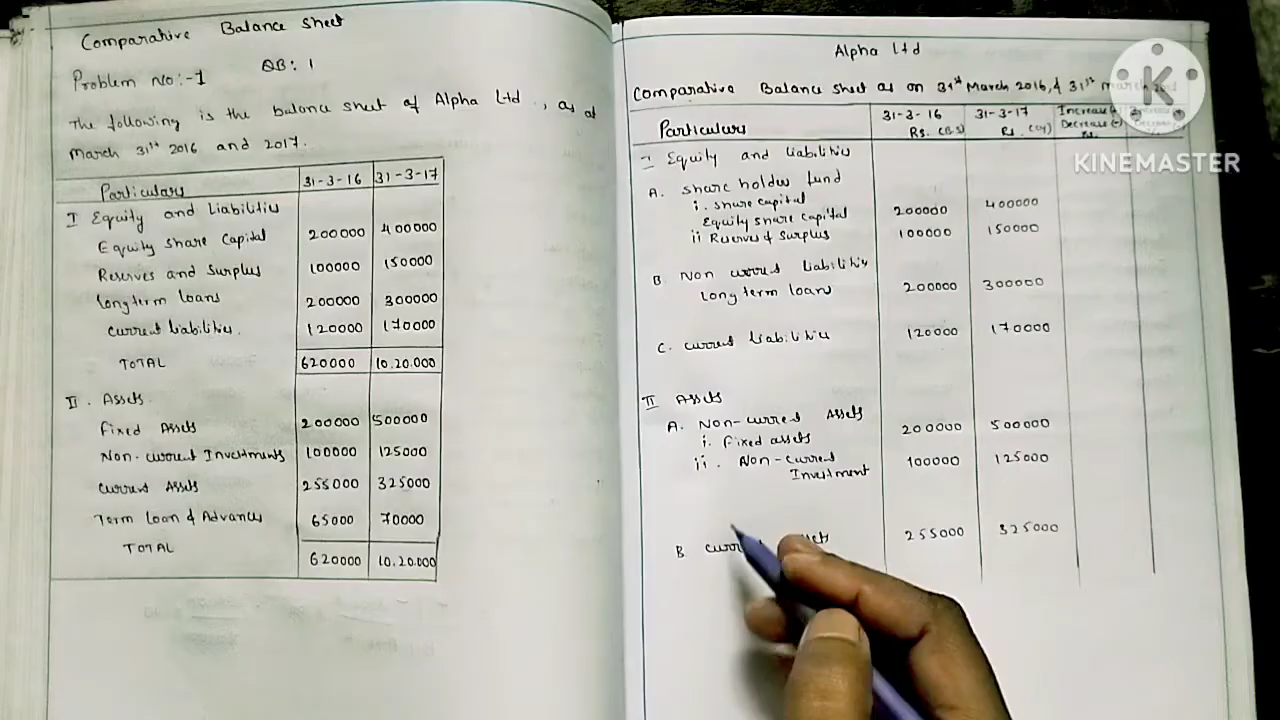 Comparative Balance Sheet
Problem No:-1 QB: 1
The following is the balance sheet of Alpha Ltd, as at
March 31st 2016 and 2017.
Particulars 31-3-16 31-3-17
I Equity and Liabilities
Equity share Capital 200000 400000
Reserves and Surplus 100000 150000
Long term loans 200000 300000
Current Liabilities. 120000 170000
TOTAL 620000 10.20.000
II. Assets
Fixed Assets 200000 500000
Non-current Investments 100000 125000
Current Assets 255000 325000
Term Loan & Advances 65000 70000
TOTAL 620000 10.20.000
Alpha Ltd
Comparative Balance sheet as on 31st March 2016, & 31st March
Particulars 31-3-16 Rs. (B.S) 31-3-17 Rs. (CY) Increase(+) Decrease(-)
I Equity and liabilities
A. Share holder fund
i. Share capital
Equity share capital 200000 400000
ii Reserves & Surplus 100000 150000
B Non current liabilities
Long term loans 200000 300000
C. Current liabilities 120000 170000
II Assets
A. Non-current Assets
i. Fixed assets 200000 500000
ii. Non-current 100000 125000
Investment
B 255000 325000
K
KINEMASTER